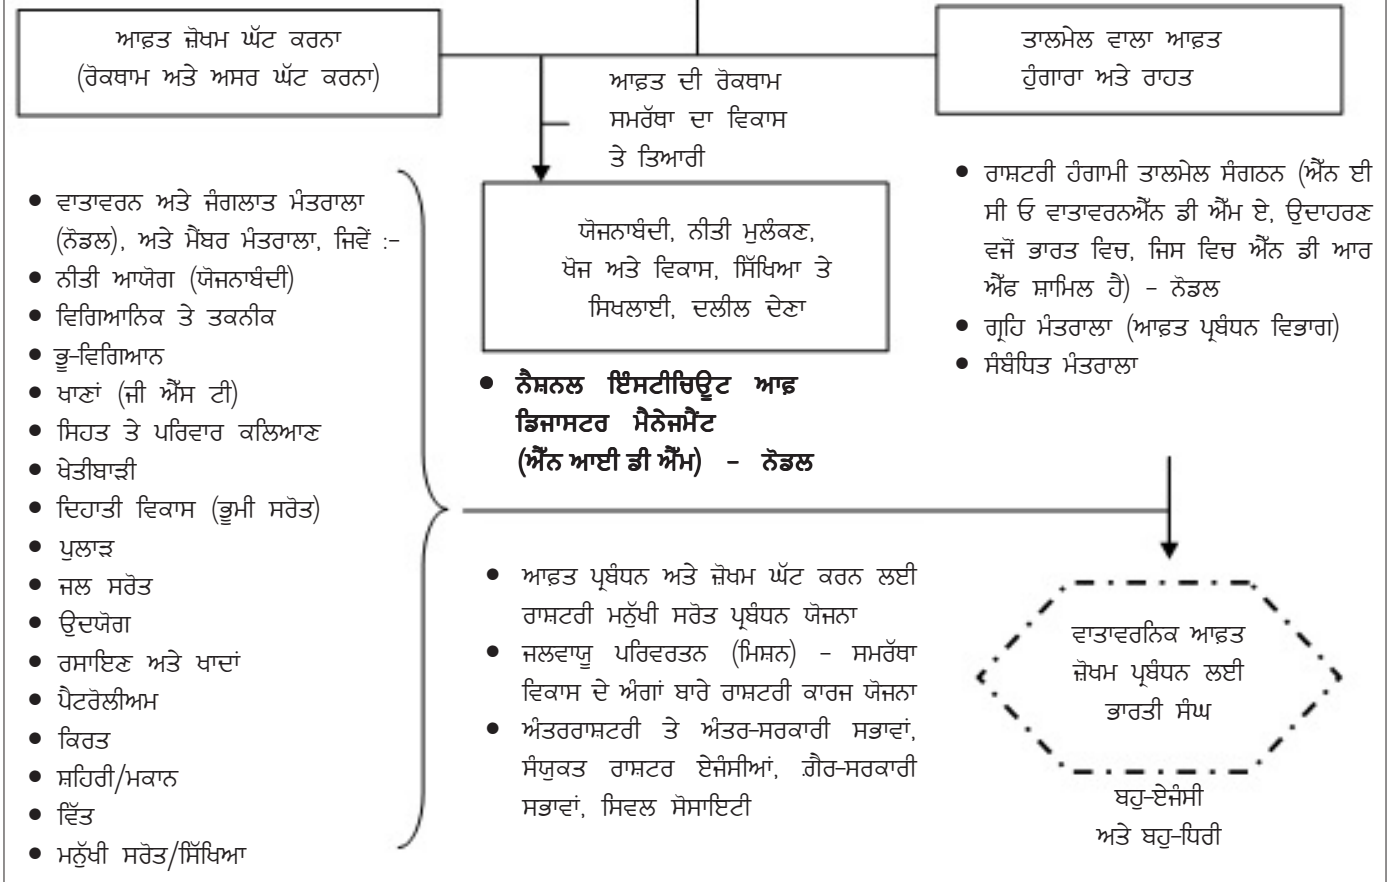 ਆਫ਼ਤ ਜ਼ੋਖਮ ਘੱਟ ਕਰਨਾ
(ਰੋਕਥਾਮ ਅਤੇ ਅਸਰ ਘੱਟ ਕਰਨਾ)
ਆਫ਼ਤ ਦੀ ਰੋਕਥਾਮ
ਸਮਰੱਥਾ ਦਾ ਵਿਕਾਸ
ਤੇ ਤਿਆਰੀ
ਤਾਲਮੇਲ ਵਾਲਾ ਆਫ਼ਤ
ਹੁੰਗਾਰਾ ਅਤੇ ਰਾਹਤ
• ਵਾਤਾਵਰਨ ਅਤੇ ਜੰਗਲਾਤ ਮੰਤਰਾਲਾ
(ਨੋਡਲ), ਅਤੇ ਮੈਂਬਰ ਮੰਤਰਾਲਾ, ਜਿਵੇਂ :-
• ਨੀਤੀ ਆਯੋਗ (ਯੋਜਨਾਬੰਦੀ)
• ਵਿਗਿਆਨਿਕ ਤੇ ਤਕਨੀਕ
• ਭੂ-ਵਿਗਿਆਨ
• ਖਾਣਾਂ (ਜੀ ਐੱਸ ਟੀ)
• ਸਿਹਤ ਤੇ ਪਰਿਵਾਰ ਕਲਿਆਣ
• ਖੇਤੀਬਾੜੀ
• ਦਿਹਾਤੀ ਵਿਕਾਸ (ਭੂਮੀ ਸਰੋਤ)
• ਪੁਲਾੜ
• ਜਲ ਸਰੋਤ
• ਉਦਯੋਗ
• ਰਸਾਇਣ ਅਤੇ ਖਾਦਾਂ
• ਪੈਟਰੋਲੀਅਮ
• ਕਿਰਤ
• ਸ਼ਹਿਰੀ/ਮਕਾਨ
• ਵਿੱਤ
• ਮਨੁੱਖੀ ਸਰੋਤ/ਸਿੱਖਿਆ
ਯੋਜਨਾਬੰਦੀ, ਨੀਤੀ ਮੁਲੰਕਣ,
ਖੋਜ ਅਤੇ ਵਿਕਾਸ, ਸਿੱਖਿਆ ਤੇ
ਸਿਖਲਾਈ, ਦਲੀਲ ਦੇਣਾ
• ਨੈਸ਼ਨਲ ਇੰਸਟੀਚਿਊਟ ਆਫ਼
ਡਿਜਾਸਟਰ ਮੈਨੇਜਮੈਂਟ
(ਐੱਨ ਆਈ ਡੀ ਐੱਮ) - ਨੋਡਲ
• ਆਫ਼ਤ ਪ੍ਰਬੰਧਨ ਅਤੇ ਜ਼ੋਖਮ ਘੱਟ ਕਰਨ ਲਈ
ਰਾਸ਼ਟਰੀ ਮਨੁੱਖੀ ਸਰੋਤ ਪ੍ਰਬੰਧਨ ਯੋਜਨਾ
• ਜਲਵਾਯੂ ਪਰਿਵਰਤਨ (ਮਿਸ਼ਨ) - ਸਮਰੱਥਾ
ਵਿਕਾਸ ਦੇ ਅੰਗਾਂ ਬਾਰੇ ਰਾਸ਼ਟਰੀ ਕਾਰਜ ਯੋਜਨਾ
• ਅੰਤਰਰਾਸ਼ਟਰੀ ਤੇ ਅੰਤਰ-ਸਰਕਾਰੀ ਸਭਾਵਾਂ,
ਸੰਯੁਕਤ ਰਾਸ਼ਟਰ ਏਜੰਸੀਆਂ, ਗ਼ੈਰ-ਸਰਕਾਰੀ
ਸਭਾਵਾਂ, ਸਿਵਲ ਸੋਸਾਇਟੀ
• ਰਾਸ਼ਟਰੀ ਹੰਗਾਮੀ ਤਾਲਮੇਲ ਸੰਗਠਨ (ਐੱਨ ਈ
ਸੀ ਓ ਵਾਤਾਵਰਨਐੱਨ ਡੀ ਐੱਮ ਏ, ਉਦਾਹਰਣ
ਵਜੋਂ ਭਾਰਤ ਵਿਚ, ਜਿਸ ਵਿਚ ਐੱਨ ਡੀ ਆਰ
ਐੱਫ ਸ਼ਾਮਿਲ ਹੈ) - ਨੋਡਲ
• ਗ੍ਰਹਿ ਮੰਤਰਾਲਾ (ਆਫ਼ਤ ਪ੍ਰਬੰਧਨ ਵਿਭਾਗ)
• ਸੰਬੰਧਿਤ ਮੰਤਰਾਲਾ
ਵਾਤਾਵਰਨਿਕ ਆਫ਼ਤ
ਜ਼ੋਖਮ ਪ੍ਰਬੰਧਨ ਲਈ
ਭਾਰਤੀ ਸੰਘ
ਬਹੁ-ਏਜੰਸੀ
ਅਤੇ ਬਹੁ-ਧਿਰੀ